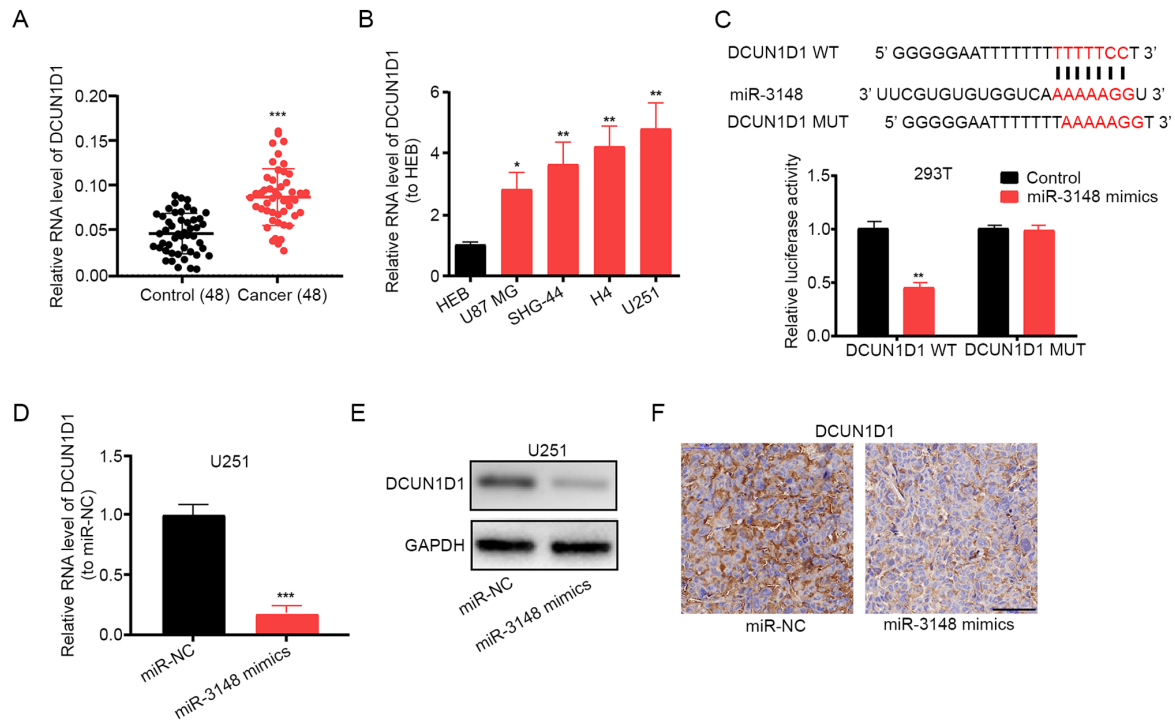 A
Relative RNA level of DCUN1D1
0.20
0.15
0.10
0.05
0.00
***
Control (48)
Cancer (48)
B
Relative RNA level of DCUN1D1
(to HEB)
6
4
2
0
*
**
**
**
HEB
U87 MG
SHG-44
H4
U251
C
DCUN1D1 WT 5' GGGGGAATTTTTTTTTTTTCCT 3'
miR-3148 3' UUCGUGUGUGGUCAAAAAAGGU 3'
DCUN1D1 MUT 5' GGGGGAATTTTTTTAAAAAGGT 3'
Relative luciferase activity
1.5
1.0
0.5
0.0
293T
Control
miR-3148 mimics
**
DCUN1D1 WT
DCUN1D1 MUT
D
Relative RNA level of DCUN1D1
(to miR-NC)
1.5
1.0
0.5
0.0
U251
***
miR-NC
miR-3148 mimics
E
U251
DCUN1D1
GAPDH
miR-NC
miR-3148 mimics
F
DCUN1D1
miR-NC
miR-3148 mimics